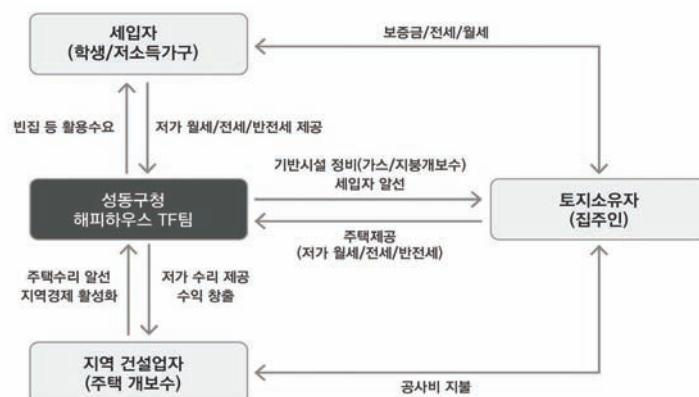 세입자
(학생/저소득가구)
보증금/전세/월세
빈집 등 활용수요
저가 월세/전세/반전세 제공
기반시설 정비(가스/지붕개보수)
세입자 알선
성동구청
해피하우스 TF팀
토지소유자
(집주인)
주택제공
(저가 월세/전세/반전세)
주택수리 알선
지역경제 활성화
저가 수리 제공
수익 창출
지역 건설업자
(주택 개보수)
공사비 지불